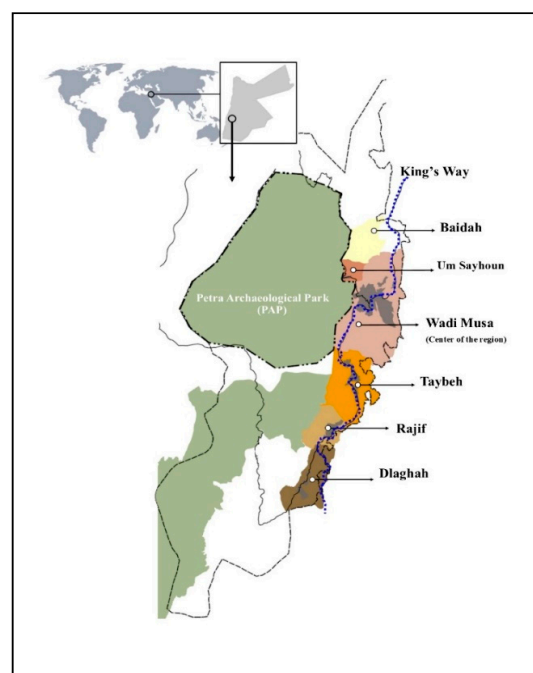 King's Way
Baidah
Um Sayhoun
Petra Archaeological Park
(PAP)
Wadi Musa
(Center of the region)
Taybeh
Rajif
Dlaghah